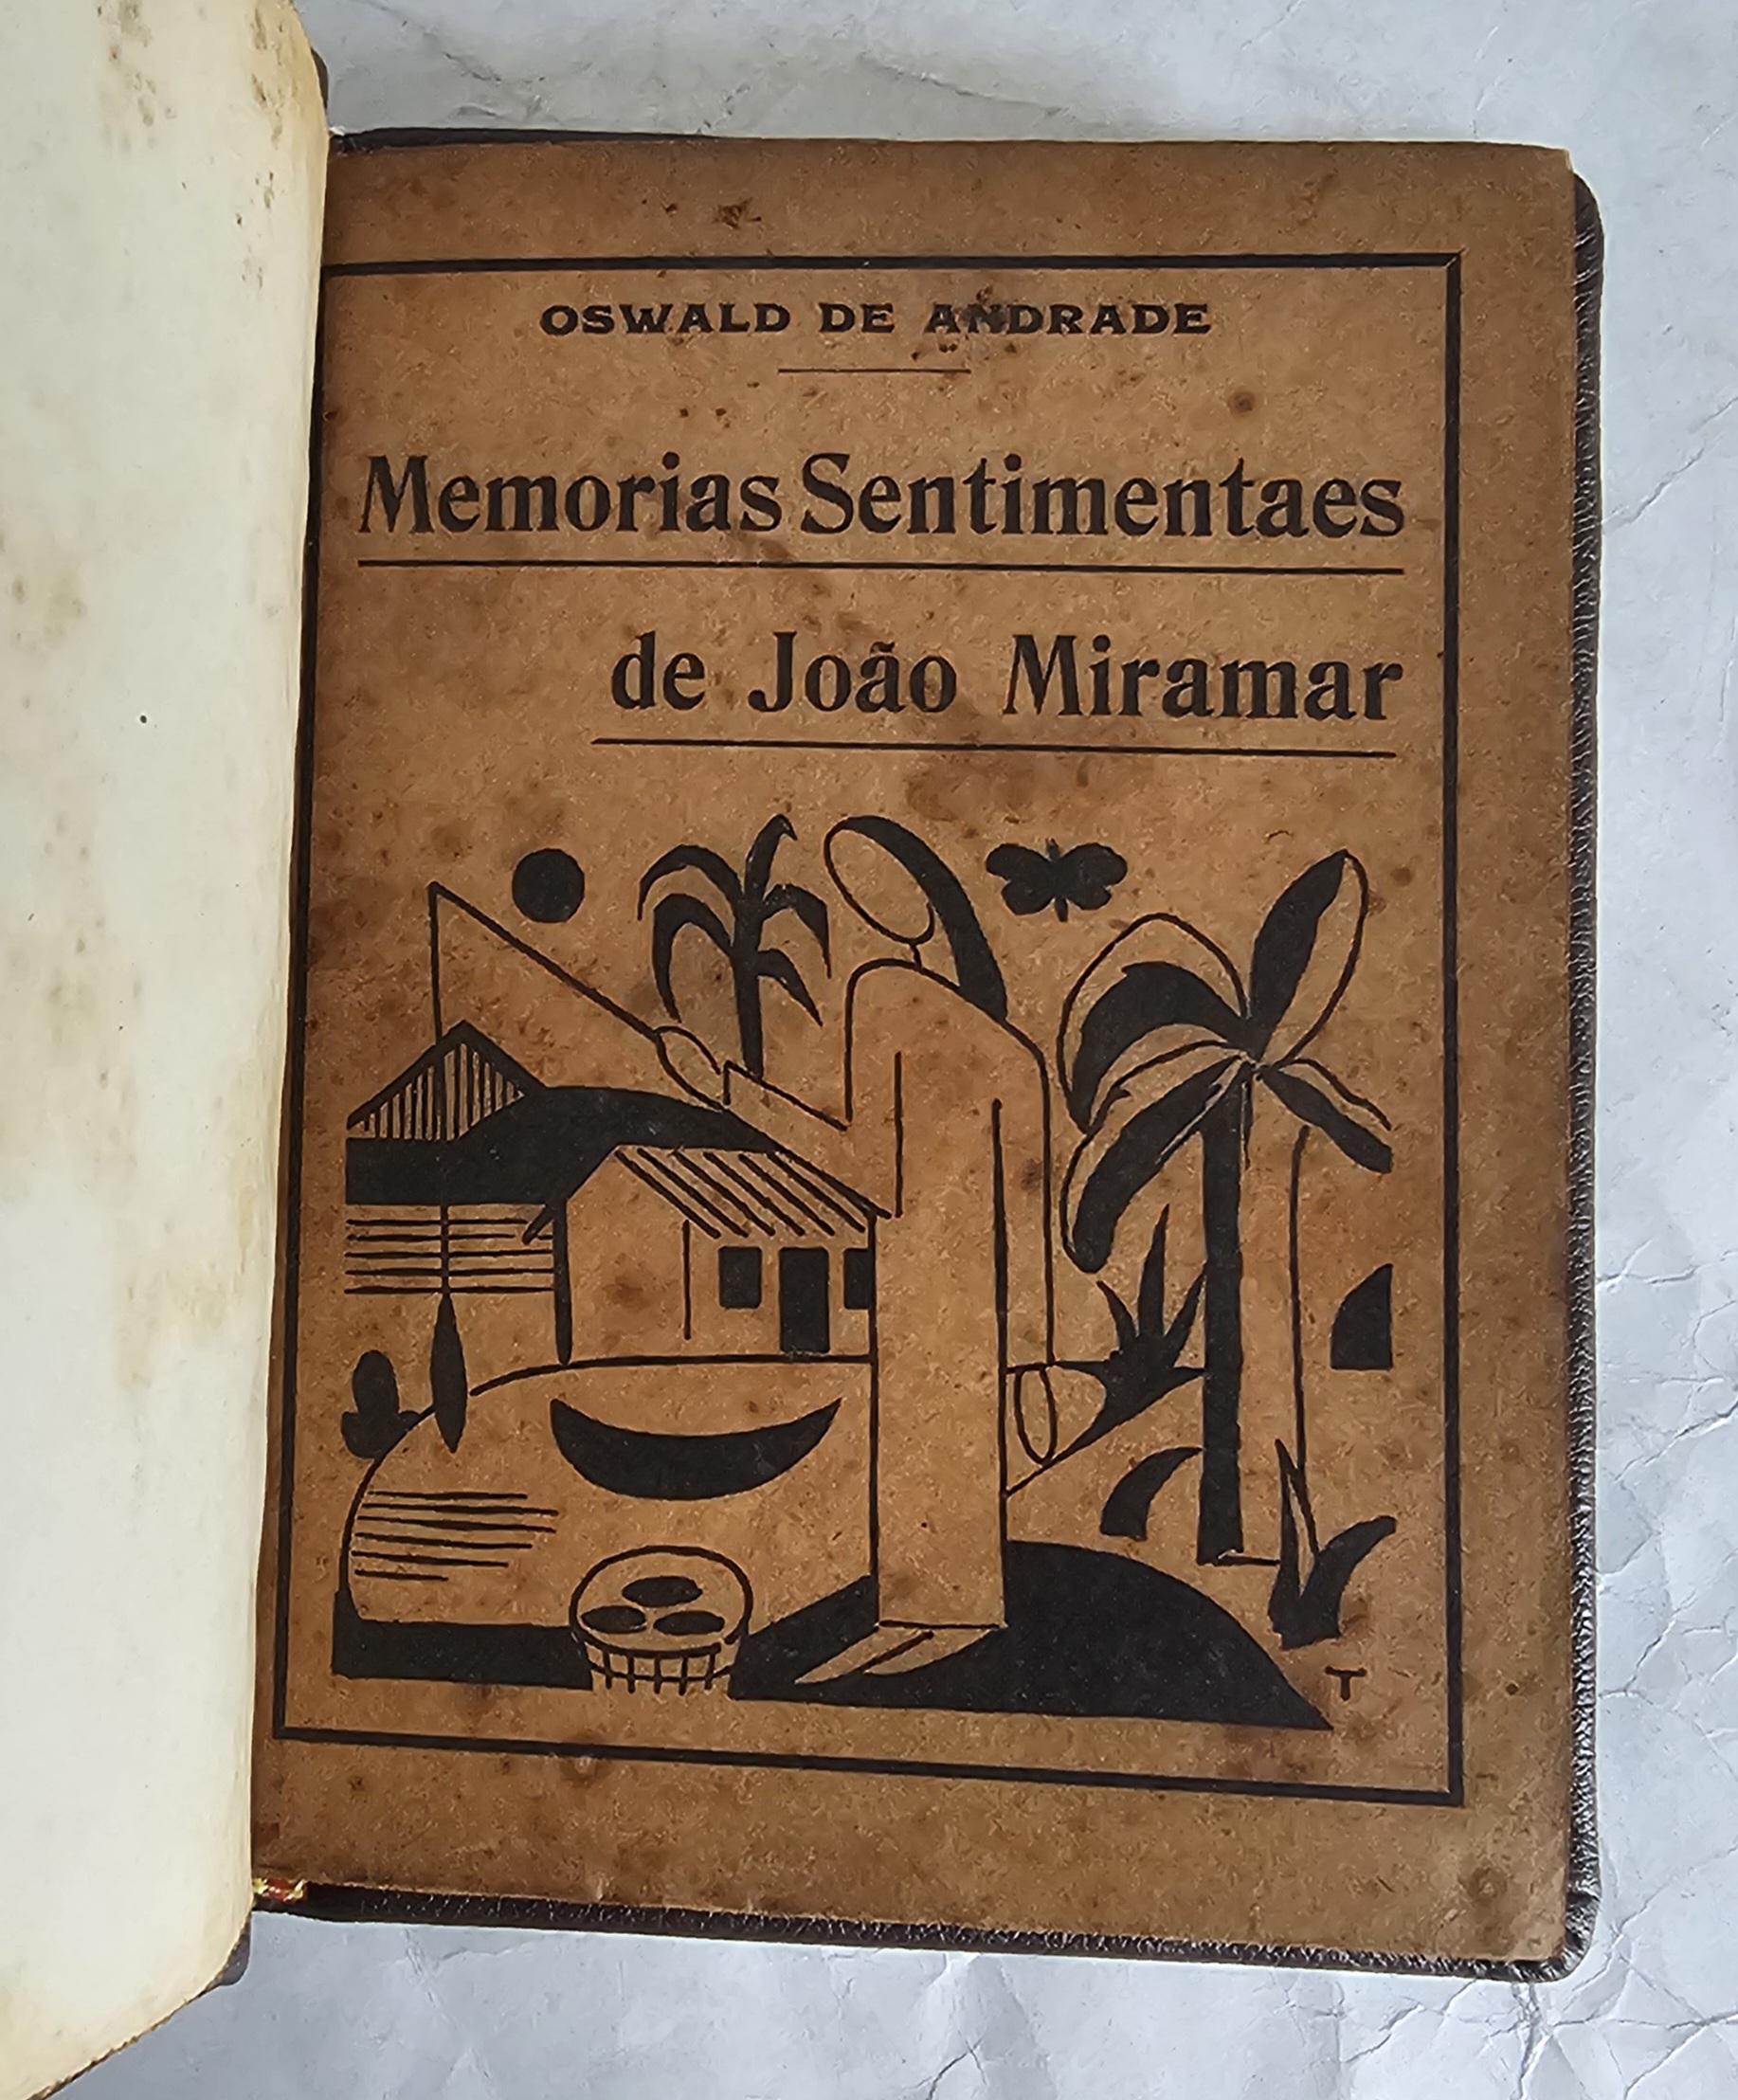 OSWALD DE ANDRADE
Memorias Sentimentaes
de João Miramar
T